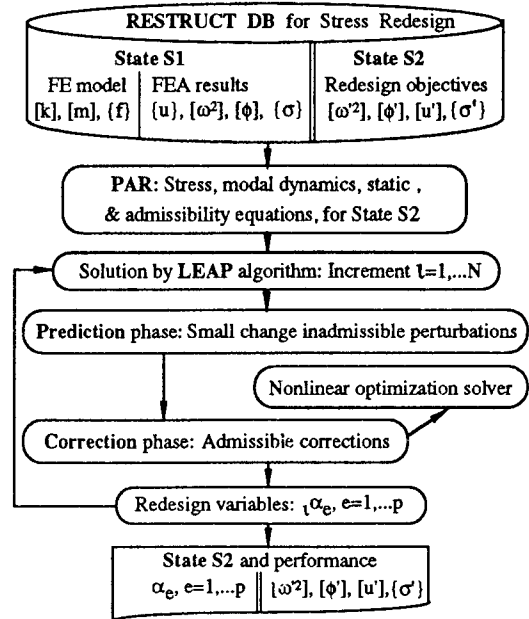 RESTRUCT DB for Stress Redesign
State S1
State S2
FE model
FEA results
Redesign objectives
[k], [m], {f}
{u}, [ω²], [ϕ], {σ}
[ω'²], [ϕ'], [u'], {σ'}
PAR: Stress, modal dynamics, static ,
& admissibility equations, for State S2
Solution by LEAP algorithm: Increment l=1,...N
Prediction phase: Small change inadmissible perturbations
Nonlinear optimization solver
Correction phase: Admissible corrections
Redesign variables: ₗαₑ, e=1,...p
State S2 and performance
αₑ, e=1,...p
[ω'²], [ϕ'], [u'],{σ'}